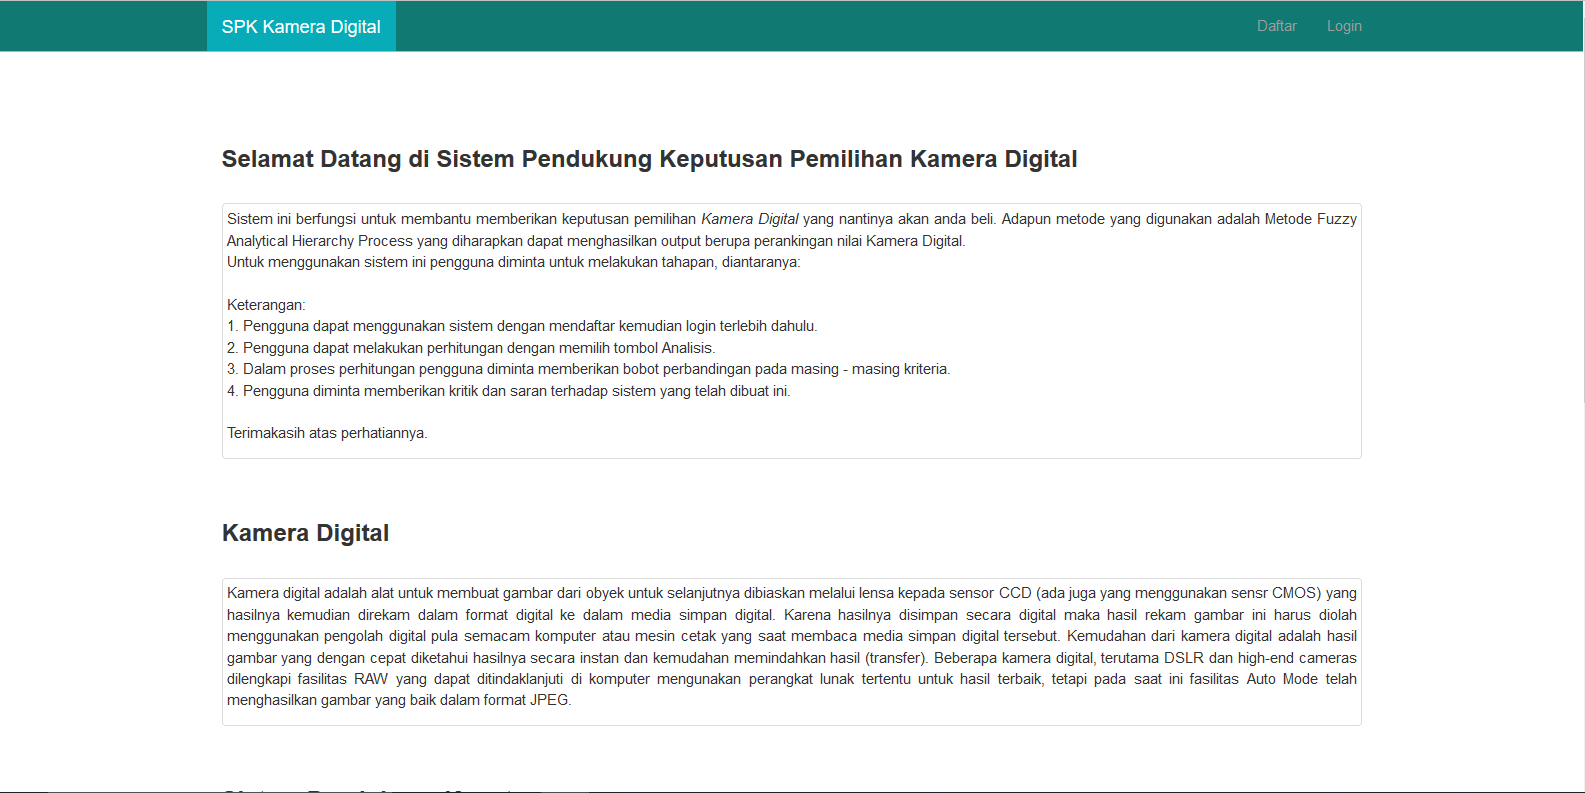 SPK Kamera Digital
Daftar
Login
Selamat Datang di Sistem Pendukung Keputusan Pemilihan Kamera Digital
Sistem ini berfungsi untuk membantu memberikan keputusan pemilihan Kamera Digital yang nantinya akan anda beli. Adapun metode yang digunakan adalah Metode Fuzzy
Analytical Hierarchy Process yang diharapkan dapat menghasilkan output berupa perankingan nilai Kamera Digital.
Untuk menggunakan sistem ini pengguna diminta untuk melakukan tahapan, diantaranya:
Keterangan:
1. Pengguna dapat menggunakan sistem dengan mendaftar kemudian login terlebih dahulu.
2. Pengguna dapat melakukan perhitungan dengan memilih tombol Analisis.
3. Dalam proses perhitungan pengguna diminta memberikan bobot perbandingan pada masing - masing kriteria.
4. Pengguna diminta memberikan kritik dan saran terhadap sistem yang telah dibuat ini.
Terimakasih atas perhatiannya.
Kamera Digital
Kamera digital adalah alat untuk membuat gambar dari obyek untuk selanjutnya dibiaskan melalui lensa kepada sensor CCD (ada juga yang menggunakan sensr CMOS) yang
hasilnya kemudian direkam dalam format digital ke dalam media simpan digital. Karena hasilnya disimpan secara digital maka hasil rekam gambar ini harus diolah
menggunakan pengolah digital pula semacam komputer atau mesin cetak yang saat membaca media simpan digital tersebut. Kemudahan dari kamera digital adalah hasil
gambar yang dengan cepat diketahui hasilnya secara instan dan kemudahan memindahkan hasil (transfer). Beberapa kamera digital, terutama DSLR dan high-end cameras
dilengkapi fasilitas RAW yang dapat ditindaklanjuti di komputer mengunakan perangkat lunak tertentu untuk hasil terbaik, tetapi pada saat ini fasilitas Auto Mode telah
menghasilkan gambar yang baik dalam format JPEG.